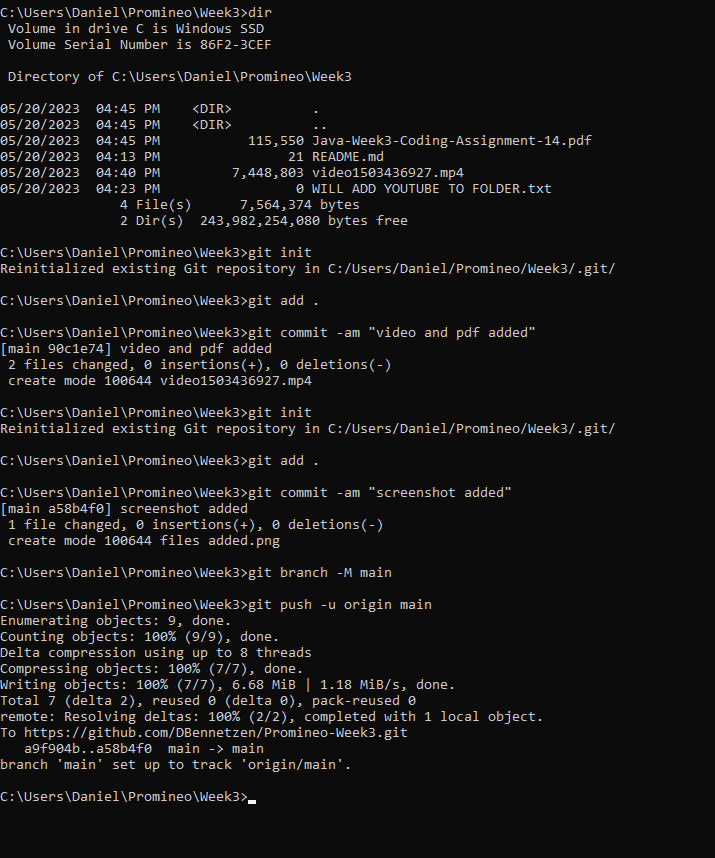 C:\Users\Daniel\Promineo\Week3>dir
 Volume in drive C is Windows SSD
 Volume Serial Number is 86F2-3CEF

 Directory of C:\Users\Daniel\Promineo\Week3

05/20/2023  04:45 PM    <DIR>          .
05/20/2023  04:45 PM    <DIR>          ..
05/20/2023  04:45 PM           115,550 Java-Week3-Coding-Assignment-14.pdf
05/20/2023  04:13 PM                21 README.md
05/20/2023  04:40 PM         7,448,803 video1503436927.mp4
05/20/2023  04:23 PM                 0 WILL ADD YOUTUBE TO FOLDER.txt
               4 File(s)      7,564,374 bytes
               2 Dir(s)  243,982,254,080 bytes free

C:\Users\Daniel\Promineo\Week3>git init
Reinitialized existing Git repository in C:/Users/Daniel/Promineo/Week3/.git/

C:\Users\Daniel\Promineo\Week3>git add .

C:\Users\Daniel\Promineo\Week3>git commit -am "video and pdf added"
[main 90c1e74] video and pdf added
 2 files changed, 0 insertions(+), 0 deletions(-)
 create mode 100644 video1503436927.mp4

C:\Users\Daniel\Promineo\Week3>git init
Reinitialized existing Git repository in C:/Users/Daniel/Promineo/Week3/.git/

C:\Users\Daniel\Promineo\Week3>git add .

C:\Users\Daniel\Promineo\Week3>git commit -am "screenshot added"
[main a58b4f0] screenshot added
 1 file changed, 0 insertions(+), 0 deletions(-)
 create mode 100644 files added.png

C:\Users\Daniel\Promineo\Week3>git branch -M main

C:\Users\Daniel\Promineo\Week3>git push -u origin main
Enumerating objects: 9, done.
Counting objects: 100% (9/9), done.
Delta compression using up to 8 threads
Compressing objects: 100% (7/7), done.
Writing objects: 100% (7/7), 6.68 MiB | 1.18 MiB/s, done.
Total 7 (delta 2), reused 0 (delta 0), pack-reused 0
remote: Resolving deltas: 100% (2/2), completed with 1 local object.
To https://github.com/DBennetzen/Promineo-Week3.git
   a9f904b..a58b4f0  main -> main
branch 'main' set up to track 'origin/main'.

C:\Users\Daniel\Promineo\Week3>